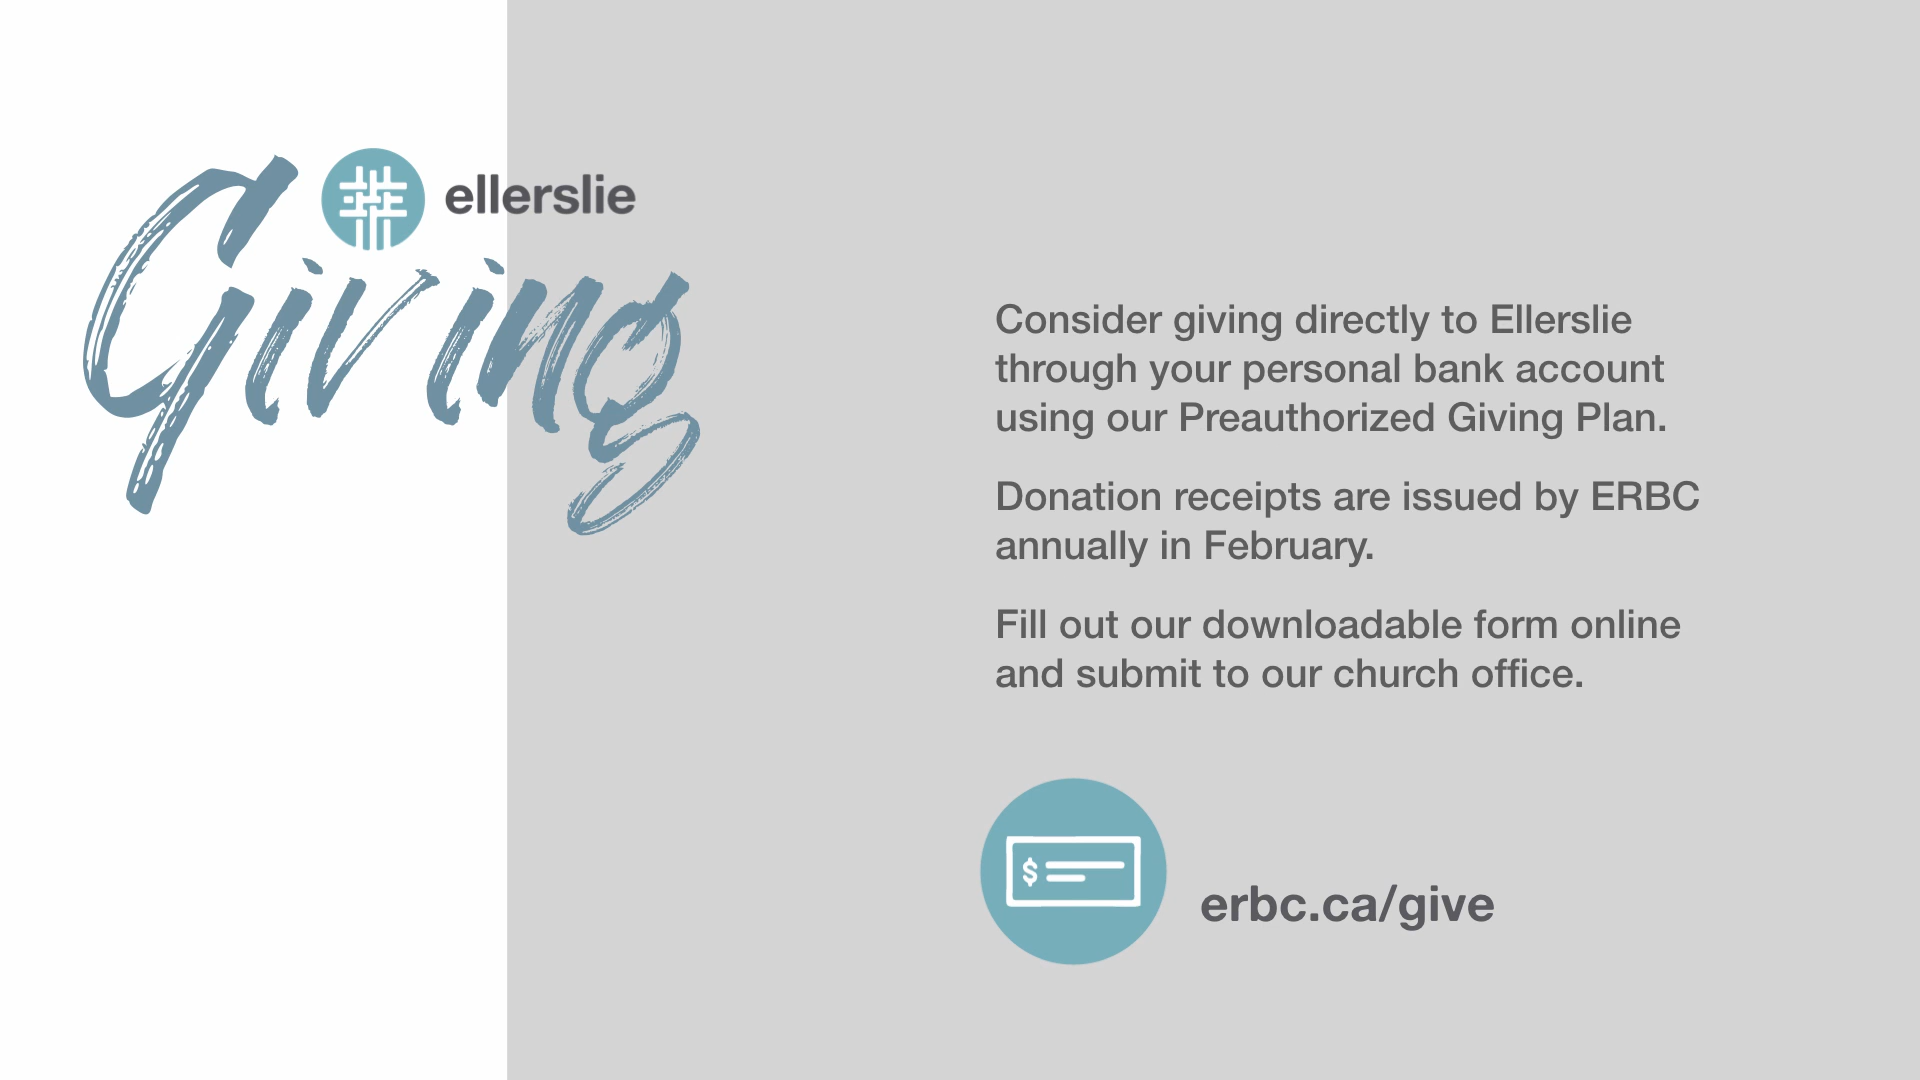 ellerslie
Giving
Consider giving directly to Ellerslie
through your personal bank account
using our Preauthorized Giving Plan.
Donation receipts are issued by ERBC
annually in February.
Fill out our downloadable form online
and submit to our church office.
$
erbc.ca/give